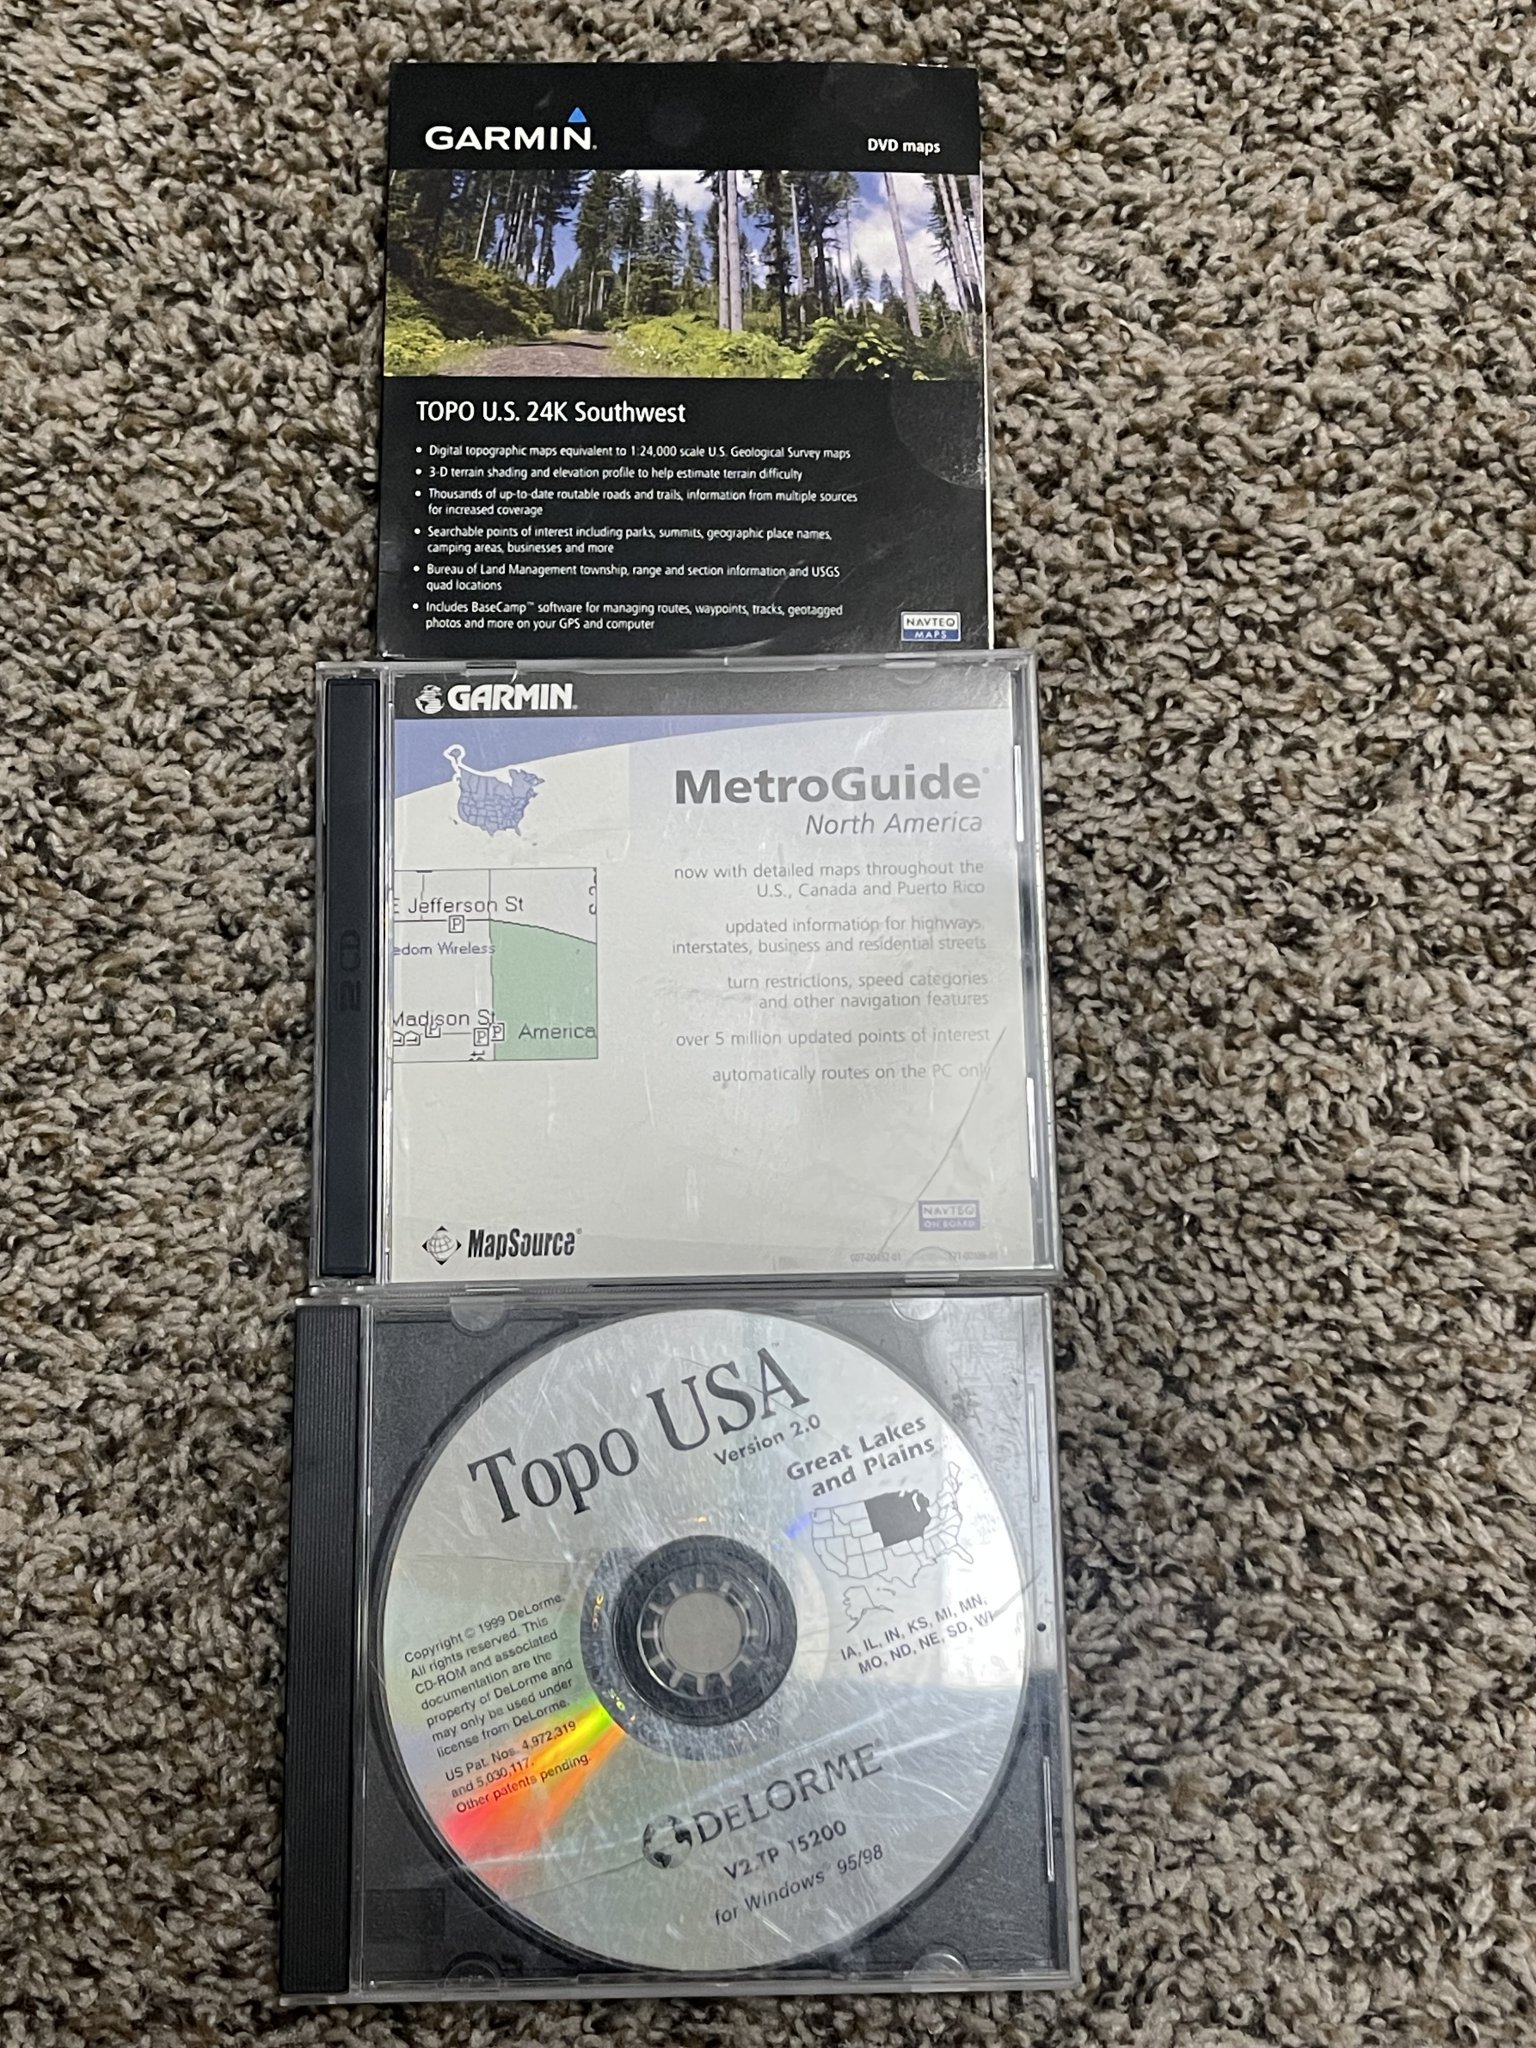 GARMIN
DVD maps
TOPO U.S. 24K Southwest
• Digital topographic maps equivalent to 1:24,000 scale U.S. Geological Survey maps
• 3-D terrain shading and elevation profile to help estimate terrain difficulty
• Thousands of up-to-date routable roads and trails, information from multiple sources
for increased coverage
• Searchable points of interest including parks, summits, geographic place names,
camping areas, businesses and more
• Bureau of Land Management township, range and section information and USGS
quad locations
• Includes BaseCamp™ software for managing routes, waypoints, tracks, geotagged
photos and more on your GPS and computer
NAVTEQ
MAPS
GARMIN®
MetroGuide®
North America
now with detailed maps throughout the
U.S., Canada and Puerto Rico
updated information for highways,
interstates, business and residential streets
turn restrictions, speed categories
and other navigation features
over 5 million updated points of interest
automatically routes on the PC only
E Jefferson St
P
edom Wireless
Madison St
P
P P
America
st
2CD
MapSource®
NAVTEQ
ON BOARD
Topo USA™
Version 2.0
Great Lakes
and Plains
IA, IL, IN, KS, MI, MN,
MO, ND, NE, SD, WI
Copyright © 1999 DeLorme.
All rights reserved. This
CD-ROM and associated
documentation are the
property of DeLorme and
may only be used under
license from DeLorme.
US Pat. Nos. 4,972,319
and 5,030,117.
Other patents pending.
DELORME®
V2.TP 15200
for Windows® 95/98